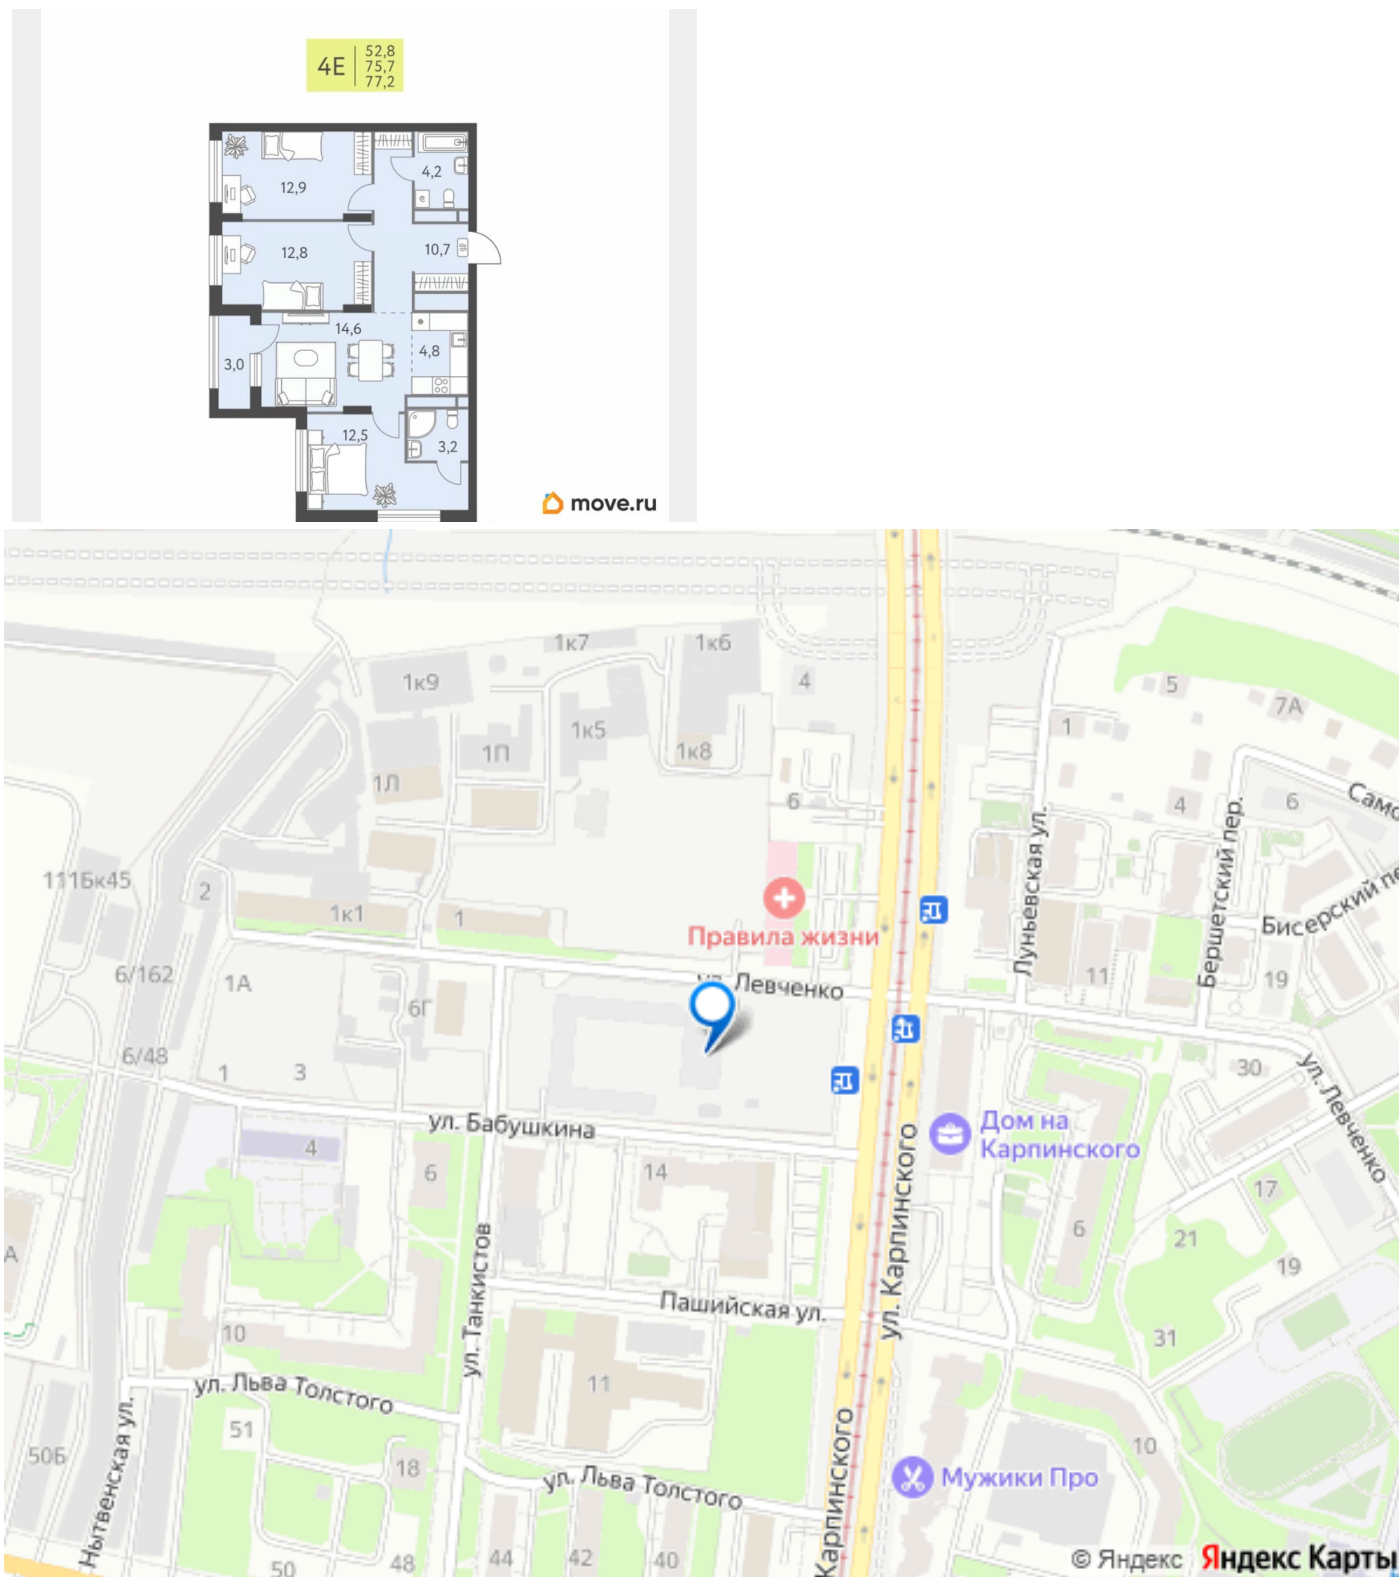 4Е
52,8
75,7
77,2
12,9
4,2
12,8
10,7
14,6
4,8
3,0
12,5
3,2
move.ru
1к7
1к6
1к9
4
5
7А
1к5
1
1П
1к8
1Л
6
4
6
Само
Луньевская ул.
Бершетский пер.
111Бк45
2
1к1
1
Правила жизни
Бисерский пе
11
19
6/162
1А
ул. Левченко
6Г
6/48
1
3
30
ул. Левченко
ул. Бабушкина
Дом на
Карпинского
4
6
14
17
6
21
19
ул. Карпинского
ул. Танкистов
Пашийская ул.
А
10
31
ул. Льва Толстого
11
51
10
50Б
18
Нытвенская ул.
Карпинского
ул. Льва Толстого
Мужики Про
50
48
44
42
40
© Яндекс Яндекс Карты